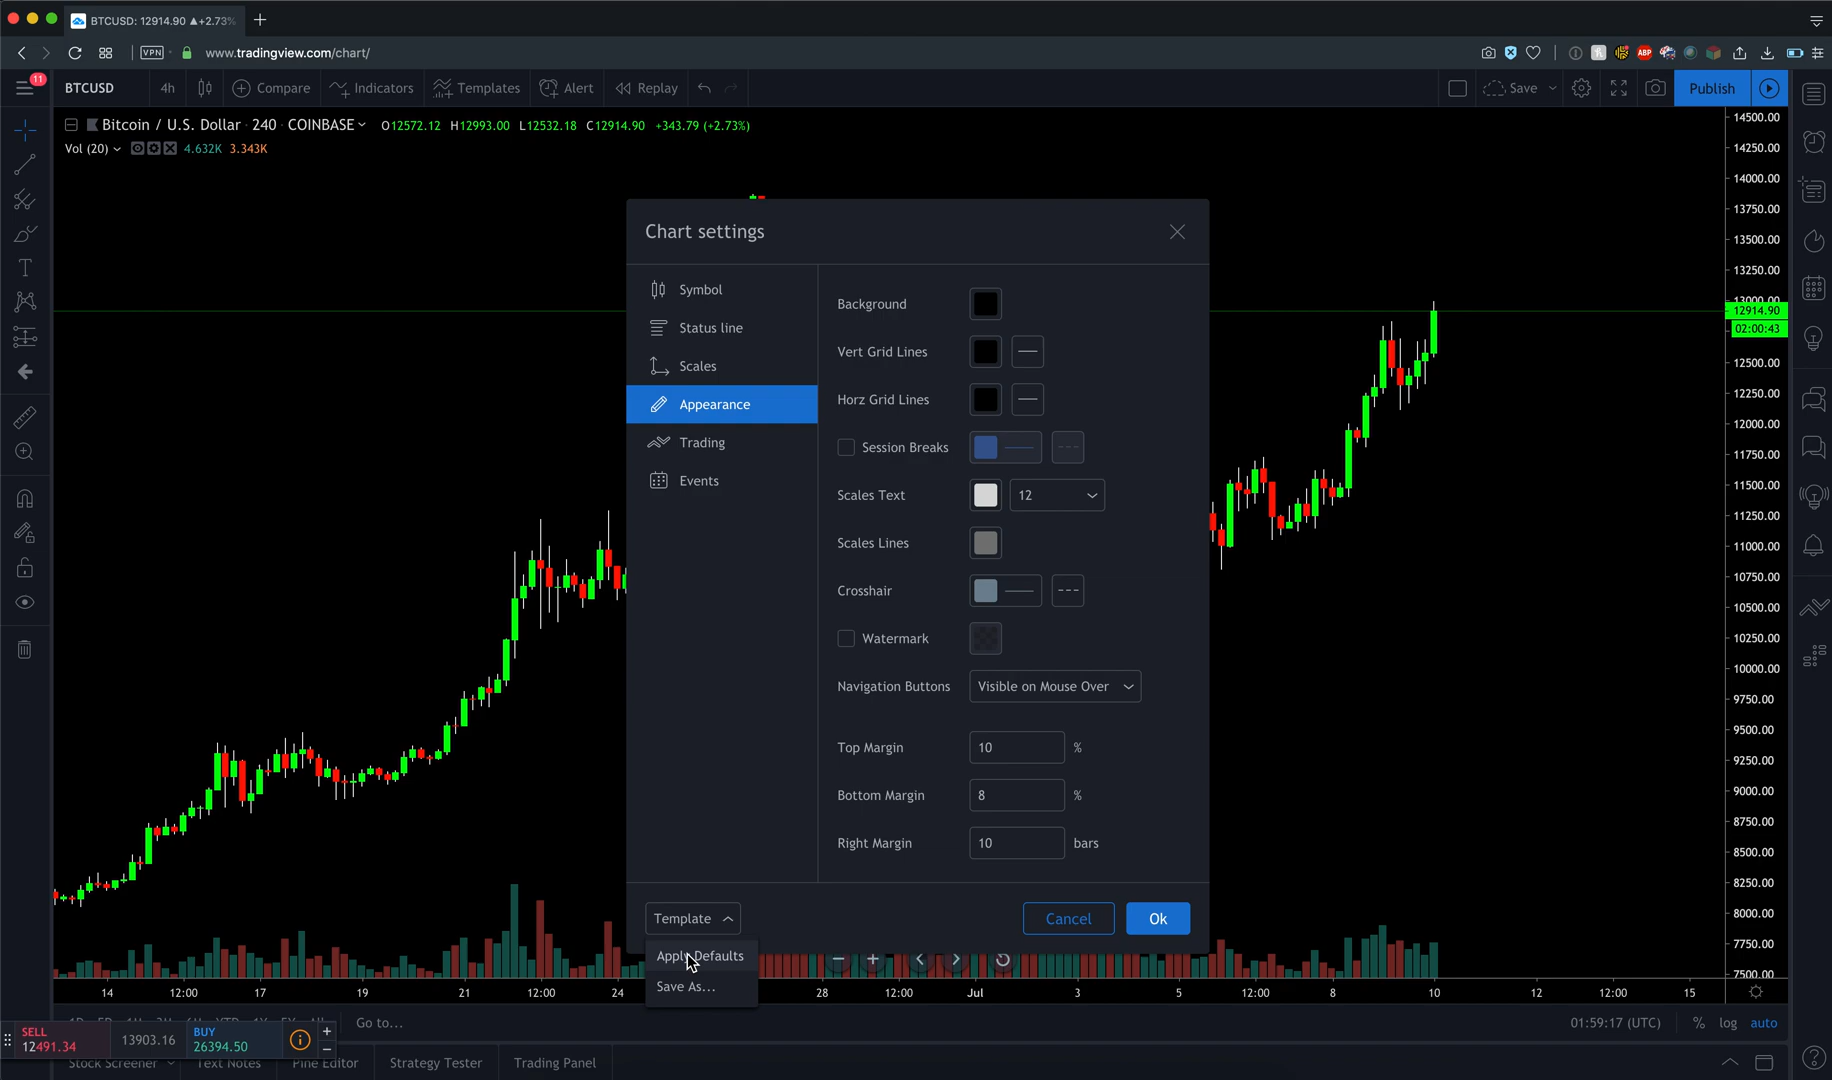 BTCUSD: 12914.90 ▲+2.73%
VPN
www.tradingview.com/chart/
ABP
11
BTCUSD
4h
Compare
Indicators
Templates
Alert
Replay
Save
Publish
Bitcoin / U.S. Dollar · 240 · COINBASE
O12572.12 H12993.00 L12532.18 C12914.90 +343.79 (+2.73%)
Vol (20)
4.632K 3.343K
Chart settings
Symbol
Status line
Scales
Appearance
Trading
Events
Background
Vert Grid Lines
Horz Grid Lines
Session Breaks
Scales Text
12
Scales Lines
Crosshair
Watermark
Navigation Buttons
Visible on Mouse Over
Top Margin
10
%
Bottom Margin
8
%
Right Margin
10
bars
Template
Cancel
Ok
Apply Defaults
Save As...
14500.00
14250.00
14000.00
13750.00
13500.00
13250.00
13000.00
12914.90
02:00:43
12500.00
12250.00
12000.00
11750.00
11500.00
11250.00
11000.00
10750.00
10500.00
10250.00
10000.00
9750.00
9500.00
9250.00
9000.00
8750.00
8500.00
8250.00
8000.00
7750.00
7500.00
14 12:00 17 19 21 12:00 24 28 12:00 Jul 3 5 12:00 8 10 12 12:00 15
Go to...
01:59:17 (UTC)
%
log
auto
SELL
12491.34
13903.16
BUY
26394.50
Stock Screener
Text Notes
Pine Editor
Strategy Tester
Trading Panel